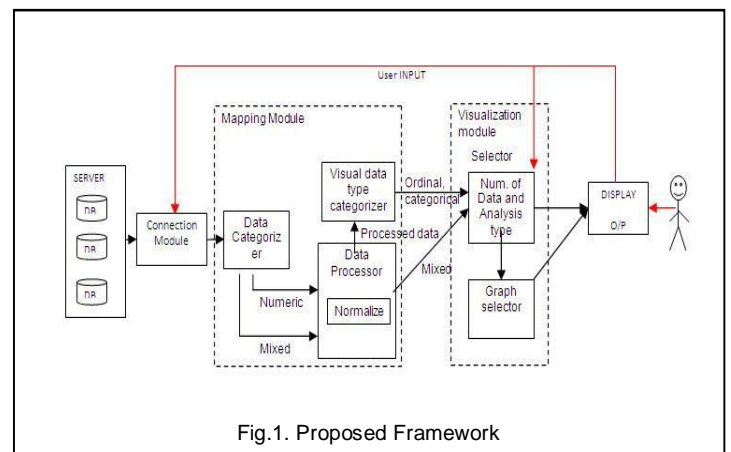 User INPUT
Mapping Module
Visualization
module
SERVER
DB
DB
DB
Connection
Module
Data
Categoriz
er
Visual data
type
categorizer
Ordinal,
categorical
Processed data
Data
Processor
Normalize
Numeric
Mixed
Mixed
Selector
Num. of
Data and
Analysis
type
Graph
selector
DISPLAY
O/P
Fig.1. Proposed Framework